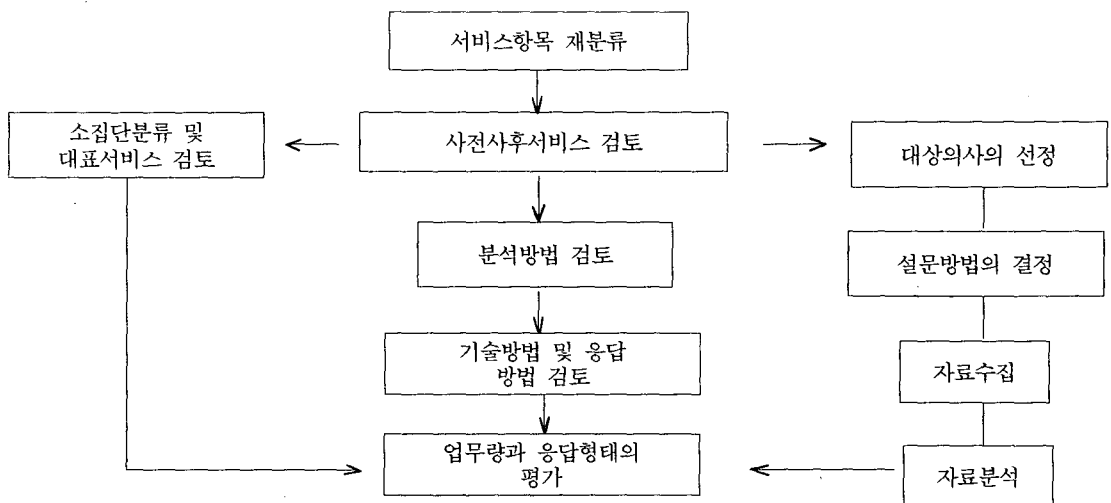 서비스항목 재분류
소집단분류 및
대표서비스 검토
사전사후서비스 검토
대상의사의 선정
분석방법 검토
설문방법의 결정
기술방법 및 응답
방법 검토
자료수집
업무량과 응답형태의
평가
자료분석